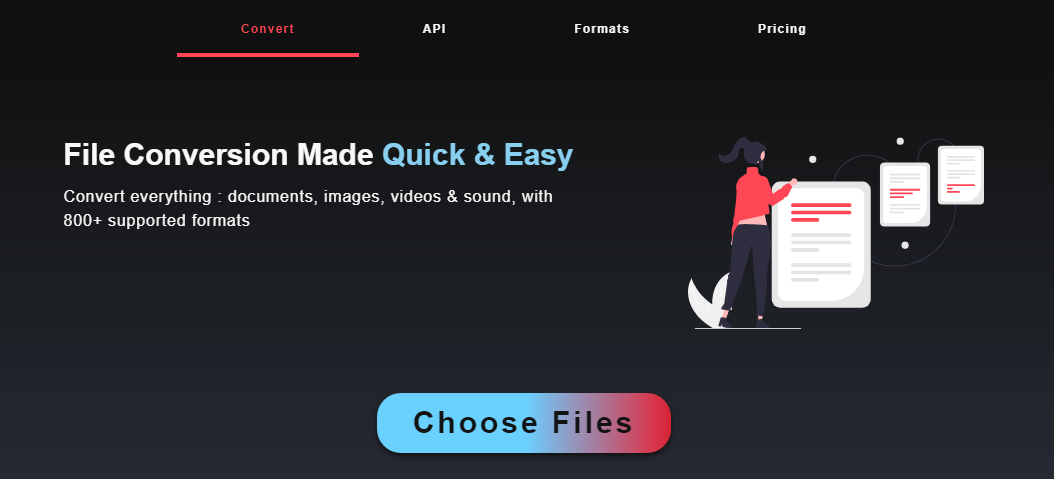 Convert API Formats Pricing
File Conversion Made Quick & Easy
Convert everything : documents, images, videos & sound, with
800+ supported formats
Choose Files